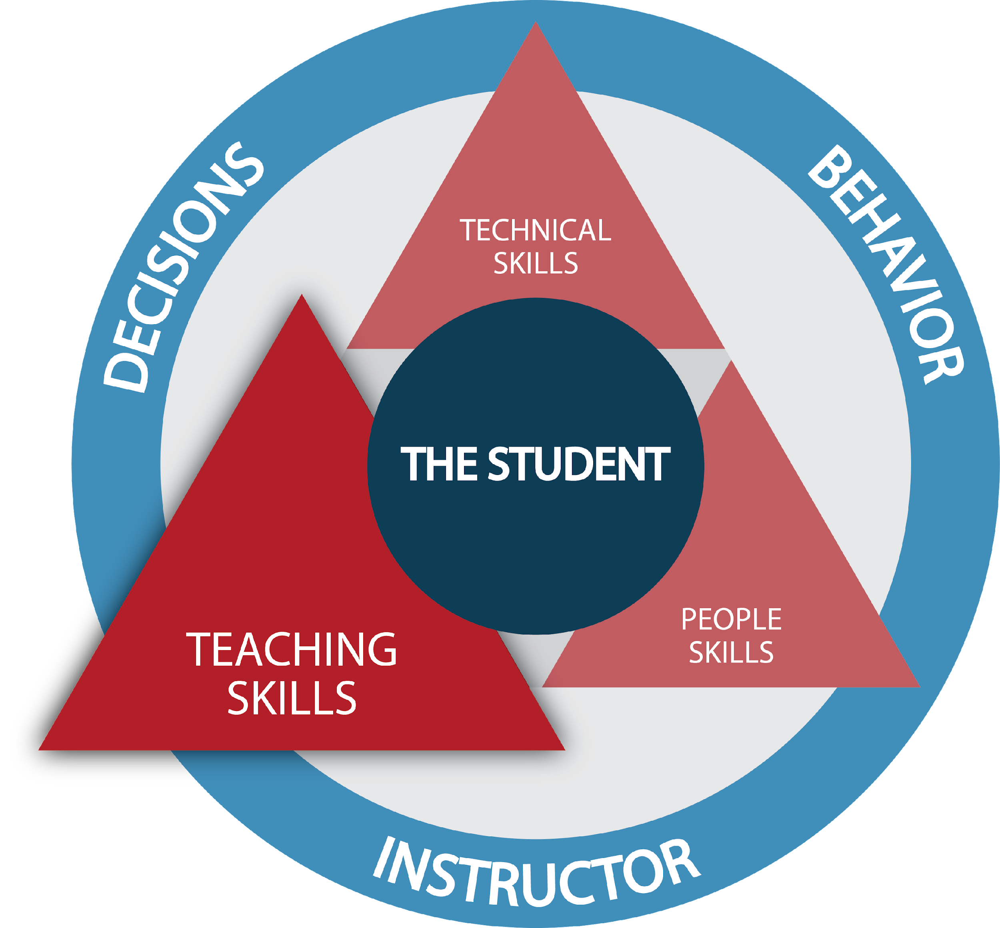 DECISIONS
BEHAVIOR
TECHNICAL
SKILLS
THE STUDENT
PEOPLE
SKILLS
TEACHING
SKILLS
INSTRUCTOR